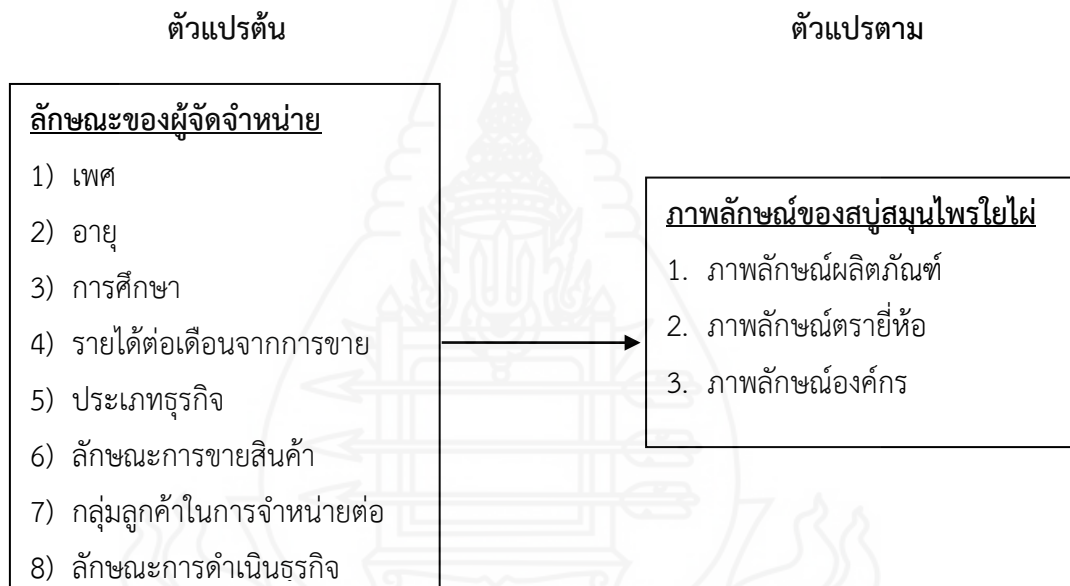 ตัวแปรต้น
ตัวแปรตาม
ลักษณะของผู้จัดจำหน่าย
1) เพศ
2) อายุ
3) การศึกษา
4) รายได้ต่อเดือนจากการขาย
5) ประเภทธุรกิจ
6) ลักษณะการขายสินค้า
7) กลุ่มลูกค้าในการจำหน่ายต่อ
8) ลักษณะการดำเนินธุรกิจ
ภาพลักษณ์ของสบู่สมุนไพรใยไผ่
1. ภาพลักษณ์ผลิตภัณฑ์
2. ภาพลักษณ์ตรายี่ห้อ
3. ภาพลักษณ์องค์กร